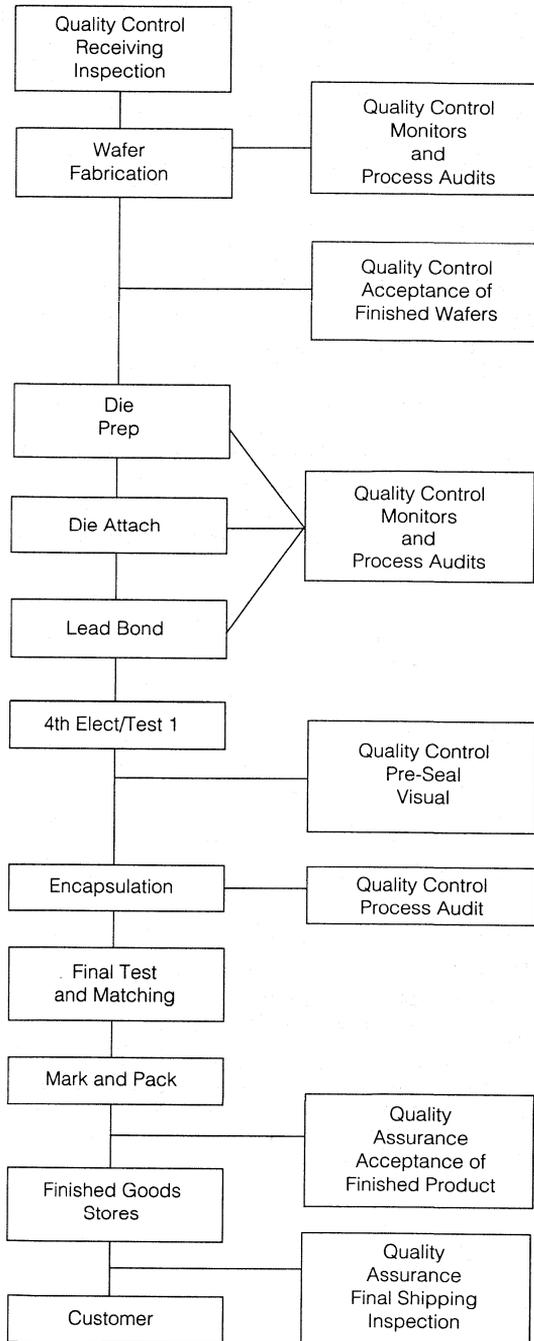 Quality Control
Receiving
Inspection
Wafer
Fabrication
Quality Control
Monitors
and
Process Audits
Quality Control
Acceptance of
Finished Wafers
Die
Prep
Die Attach
Lead Bond
Quality Control
Monitors
and
Process Audits
4th Elect/Test 1
Quality Control
Pre-Seal
Visual
Encapsulation
Quality Control
Process Audit
Final Test
and Matching
Mark and Pack
Quality
Assurance
Acceptance of
Finished Product
Finished Goods
Stores
Quality
Assurance
Final Shipping
Inspection
Customer